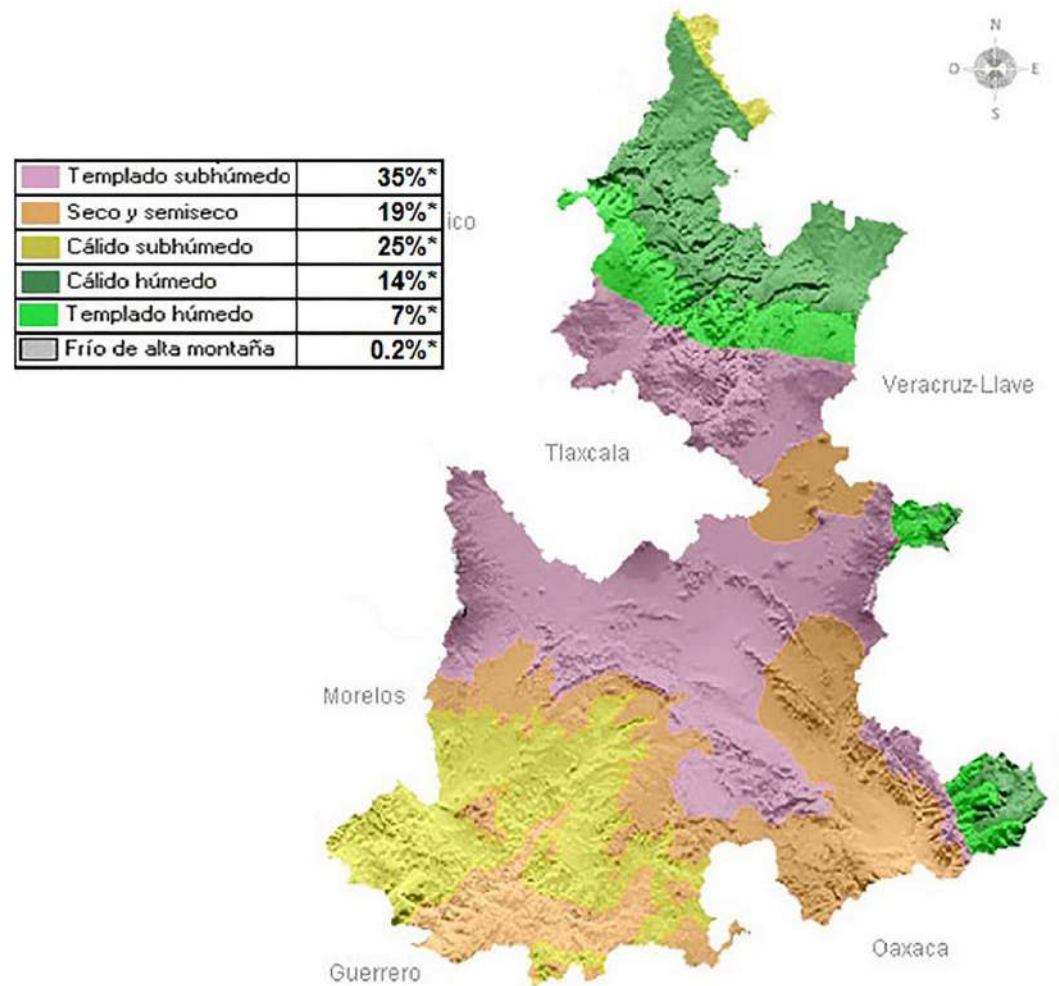 N
O E
S
Templado subhúmedo 35%*
Seco y semiseco 19%*
Cálido subhúmedo 25%*
Cálido húmedo 14%*
Templado húmedo 7%*
Frío de alta montaña 0.2%*
ico
Veracruz-Llave
Tlaxcala
Morelos
Oaxaca
Guerrero